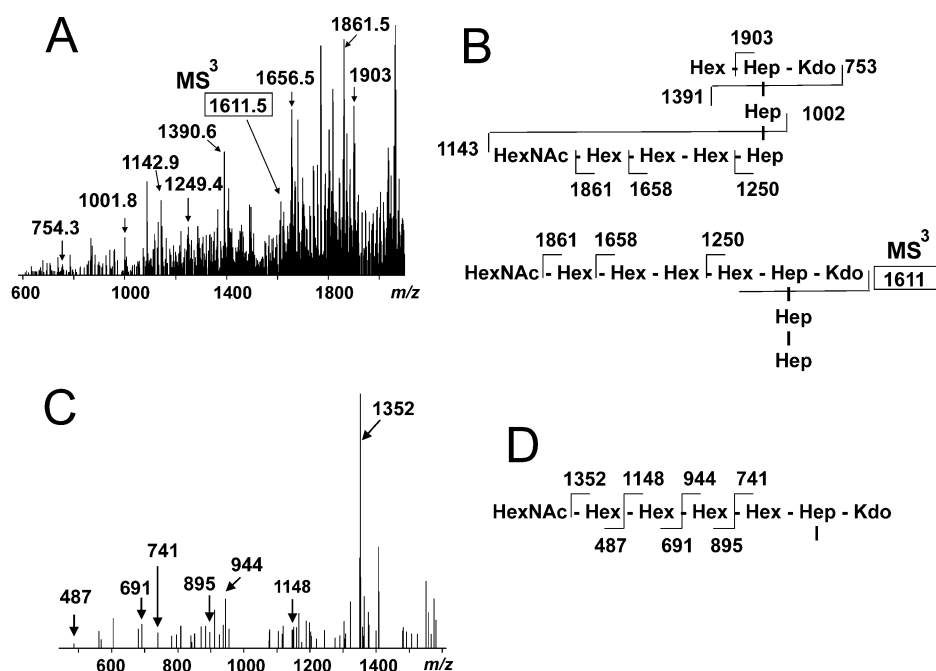 A
1861.5
MS3
1656.5
1903
1611.5
1390.6
1142.9
1249.4
1001.8
754.3
600 1000 1400 1800 m/z
B
1903
Hex - Hep - Kdo 753
1391
Hep 1002
1143 HexNAc - Hex - Hex - Hex - Hep
1861 1658 1250
1861 1658 1250 MS3
HexNAc - Hex - Hex - Hex - Hex - Hep - Kdo 1611
Hep
Hep
C
1352
741
487 691 895 944 1148
600 800 1000 1200 1400 m/z
D
1352 1148 944 741
HexNAc - Hex - Hex - Hex - Hex - Hep - Kdo
487 691 895